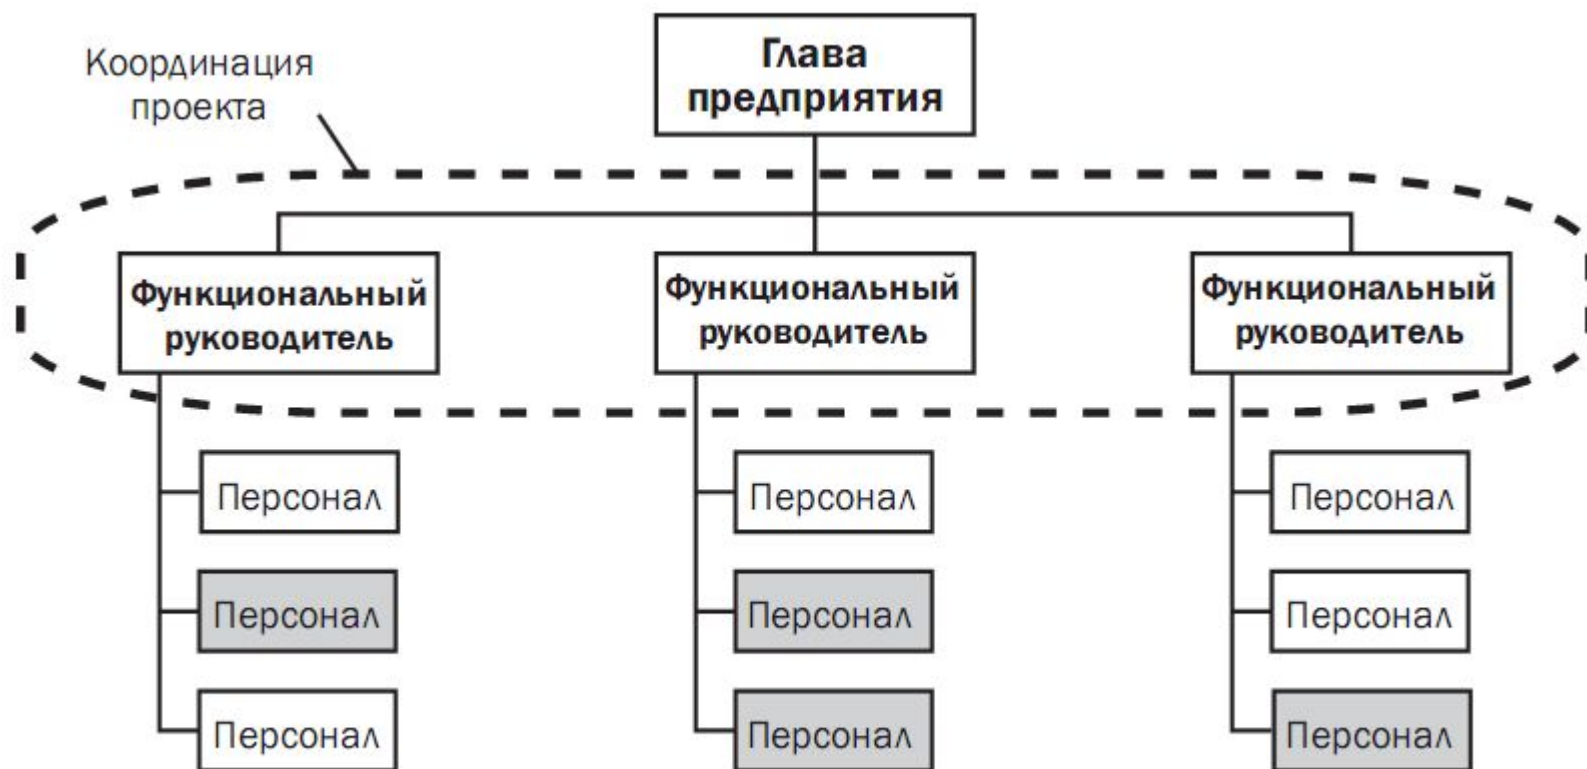 Координация
проекта
Глава
предприятия
Функциональный
руководитель
Функциональный
руководитель
Функциональный
руководитель
Персонал
Персонал
Персонал
Персонал
Персонал
Персонал
Персонал
Персонал
Персонал